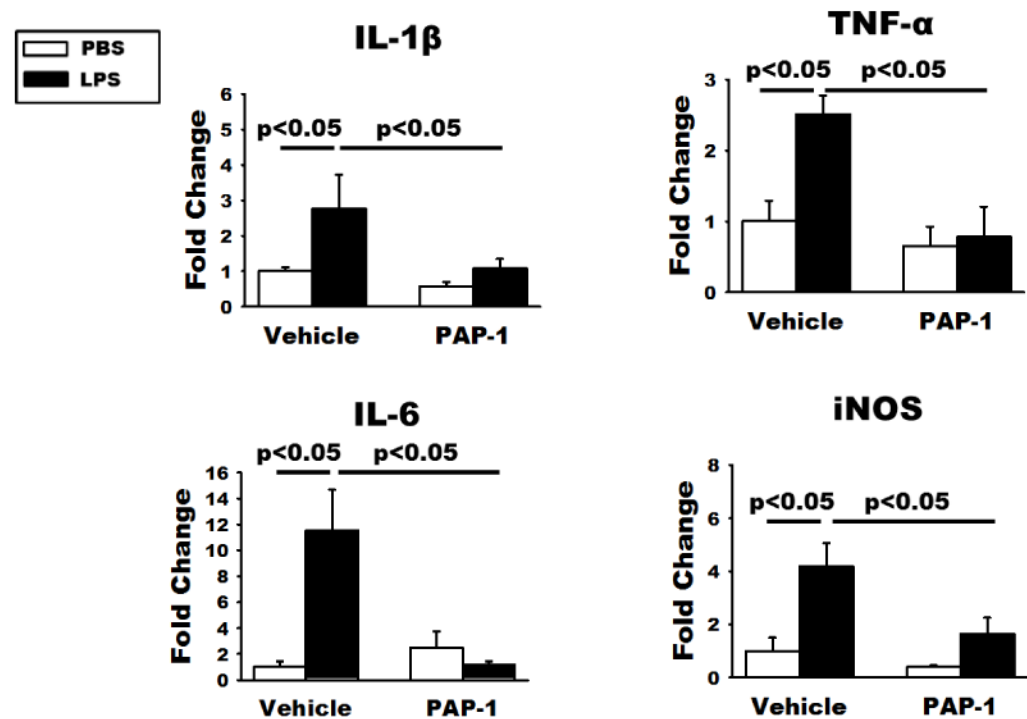 PBS
LPS
IL-1β
p<0.05 p<0.05
Fold Change
6
5
4
3
2
1
0
Vehicle PAP-1
TNF-α
p<0.05 p<0.05
Fold Change
3
2
1
0
Vehicle PAP-1
IL-6
p<0.05 p<0.05
Fold Change
16
14
12
10
8
6
4
2
0
Vehicle PAP-1
iNOS
p<0.05 p<0.05
Fold Change
8
6
4
2
0
Vehicle PAP-1